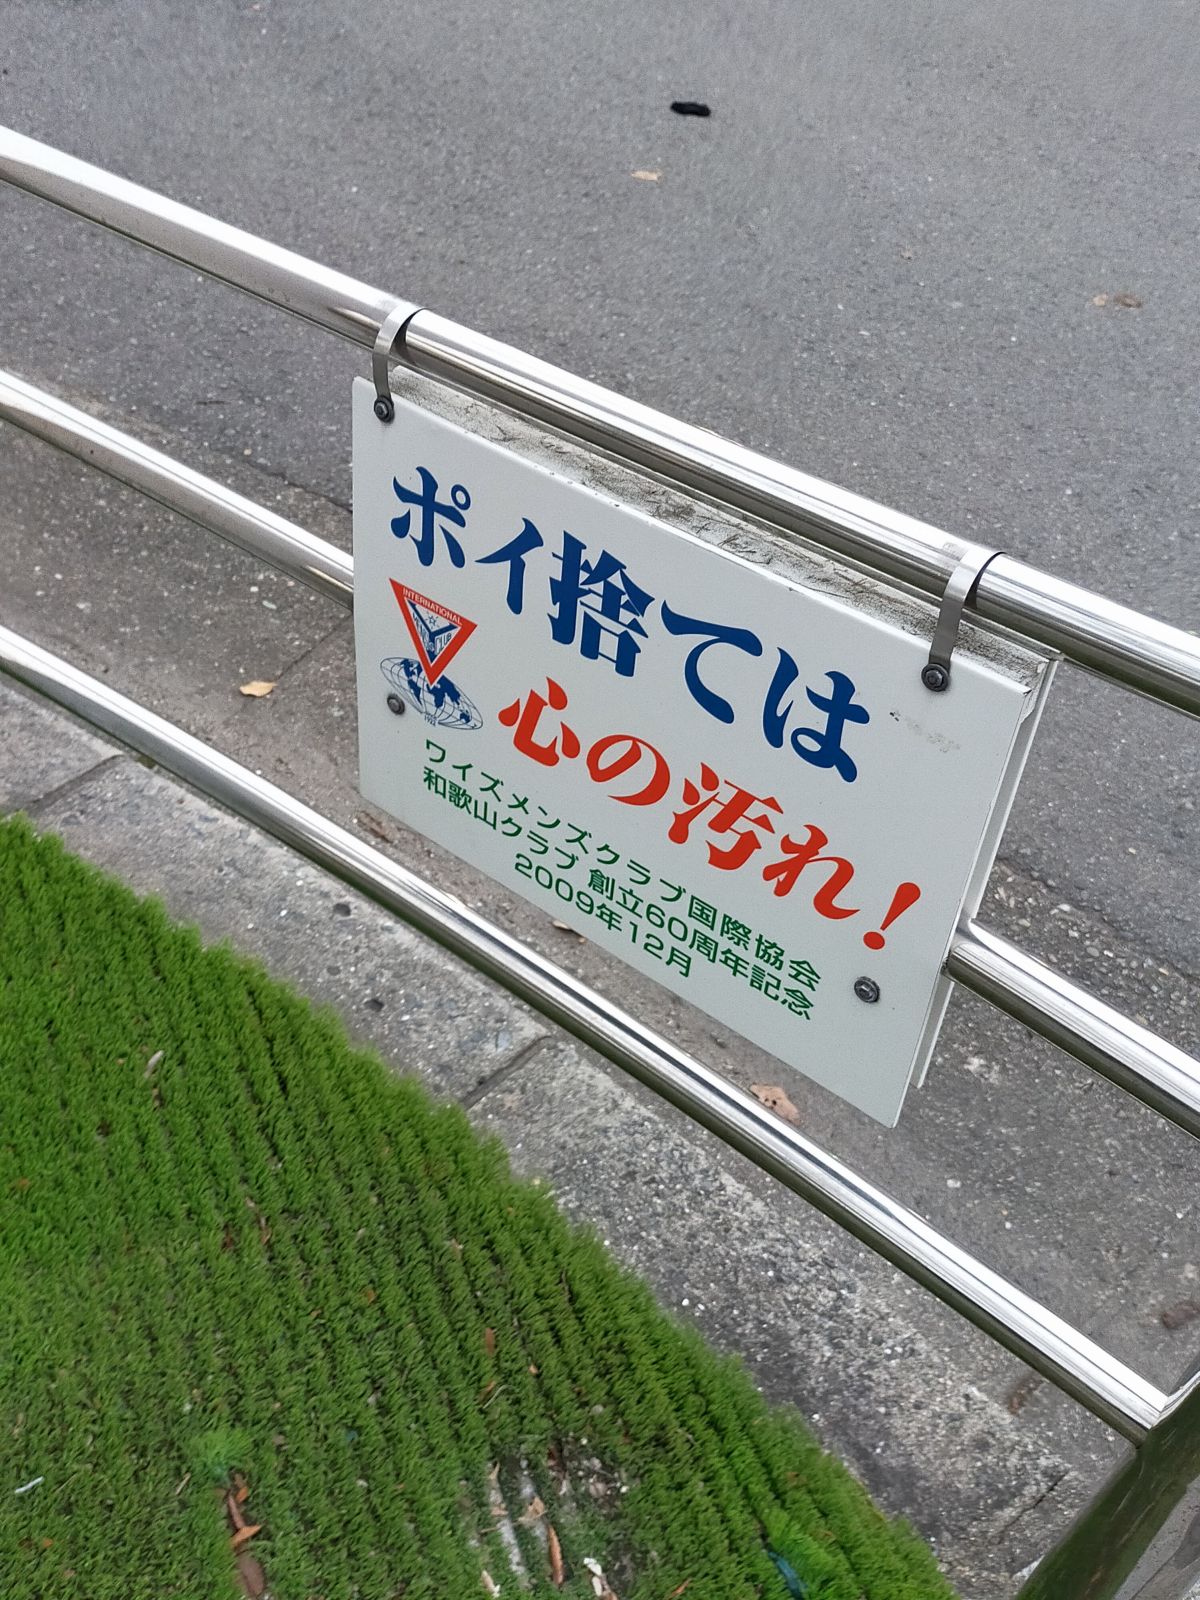 ポイ捨ては
INTERNATIONAL
1922
心の汚れ!
ワイズメンズクラブ国際協会
和歌山クラブ 創立60周年記念
2009年12月